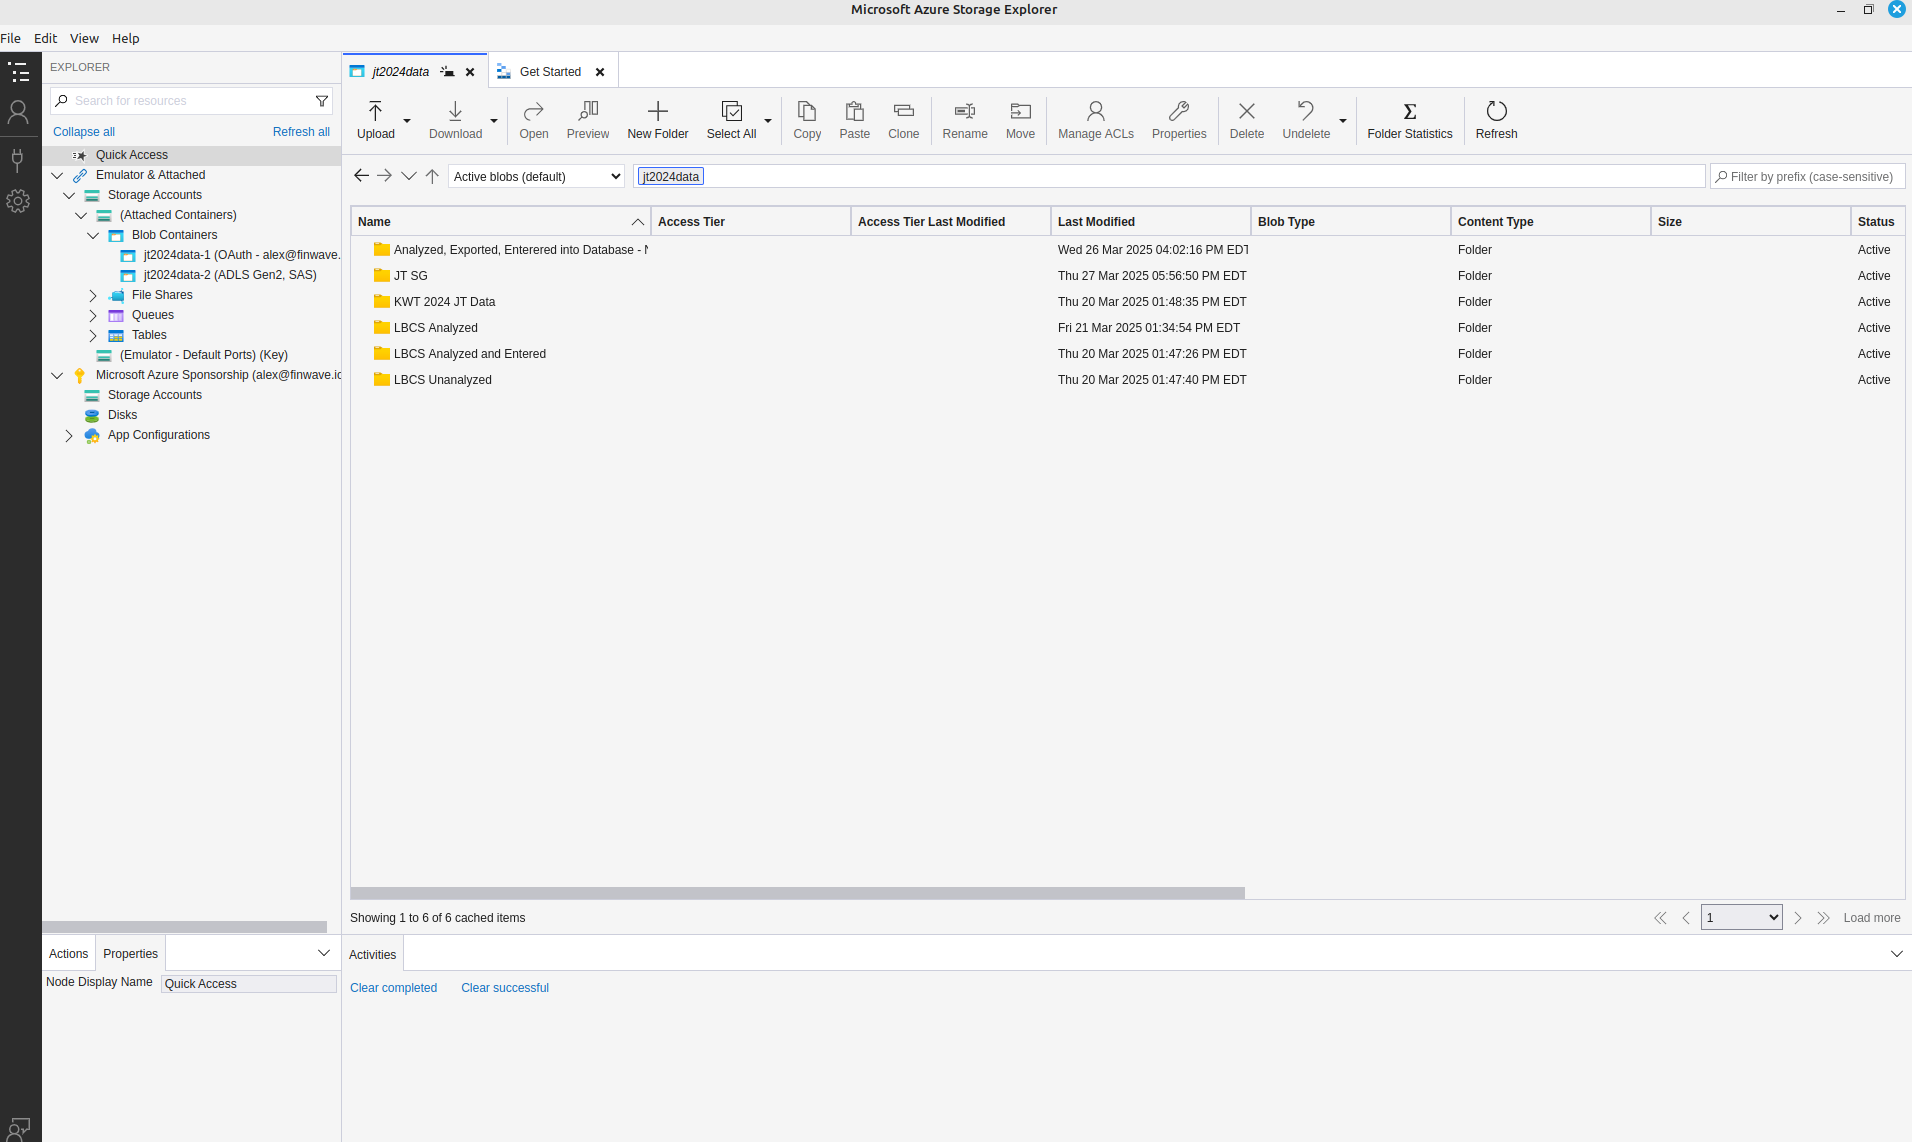 Microsoft Azure Storage Explorer
File Edit View Help
EXPLORER
Search for resources
Collapse all Refresh all
Quick Access
Emulator & Attached
Storage Accounts
(Attached Containers)
Blob Containers
jt2024data-1 (OAuth - alex@finwave.
jt2024data-2 (ADLS Gen2, SAS)
File Shares
Queues
Tables
(Emulator - Default Ports) (Key)
Microsoft Azure Sponsorship (alex@finwave.io
Storage Accounts
Disks
App Configurations
Actions Properties
Node Display Name Quick Access
jt2024data Get Started
Upload Download Open Preview New Folder Select All Copy Paste Clone Rename Move Manage ACLs Properties Delete Undelete Folder Statistics Refresh
Active blobs (default) jt2024data Filter by prefix (case-sensitive)
Name Access Tier Access Tier Last Modified Last Modified Blob Type Content Type Size Status
Analyzed, Exported, Enterered into Database - Wed 26 Mar 2025 04:02:16 PM EDT Folder Active
JT SG Thu 27 Mar 2025 05:56:50 PM EDT Folder Active
KWT 2024 JT Data Thu 20 Mar 2025 01:48:35 PM EDT Folder Active
LBCS Analyzed Fri 21 Mar 2025 01:34:54 PM EDT Folder Active
LBCS Analyzed and Entered Thu 20 Mar 2025 01:47:26 PM EDT Folder Active
LBCS Unanalyzed Thu 20 Mar 2025 01:47:40 PM EDT Folder Active
Showing 1 to 6 of 6 cached items 1 Load more
Activities
Clear completed Clear successful